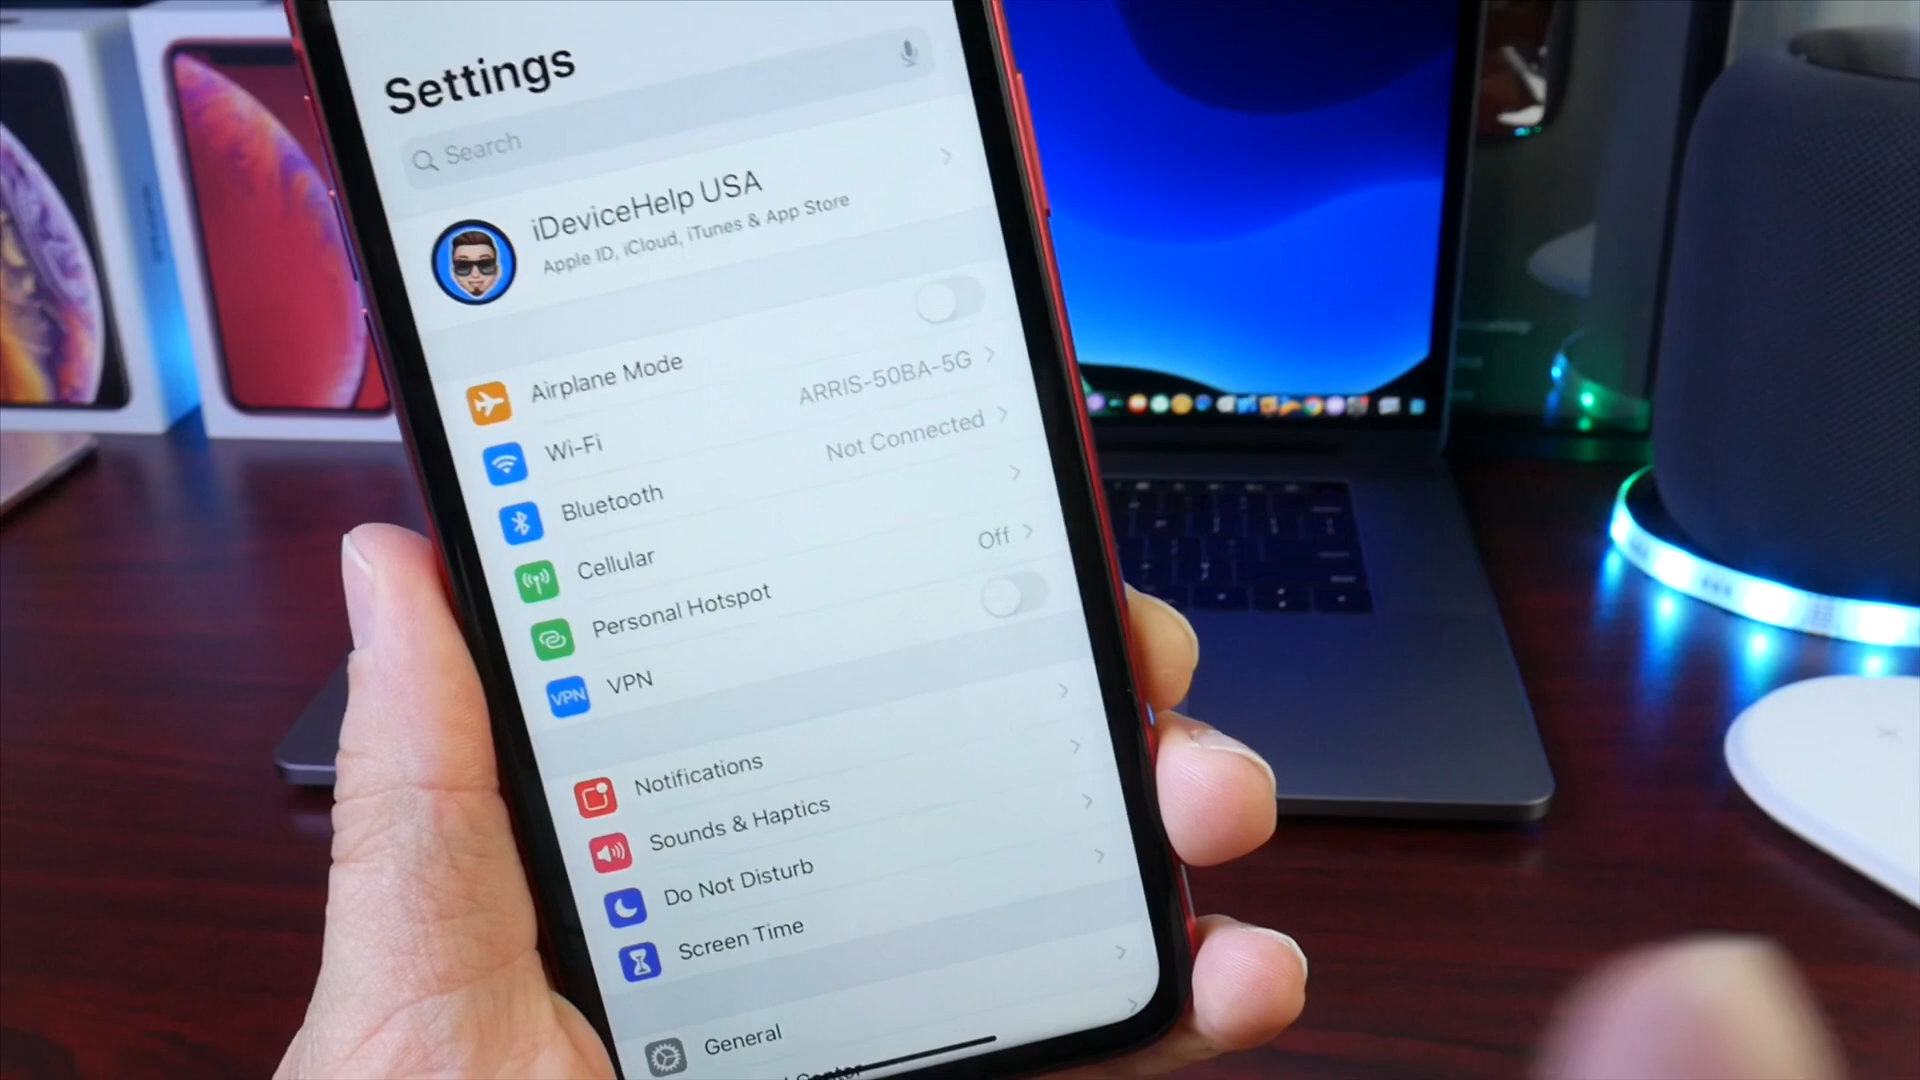 Settings
Search
iDeviceHelp USA
Apple ID, iCloud, iTunes & App Store
Airplane Mode
Wi-Fi
ARRIS-50BA-5G
Bluetooth
Not Connected
Cellular
Personal Hotspot
Off
VPN
VPN
Notifications
Sounds & Haptics
Do Not Disturb
Screen Time
General